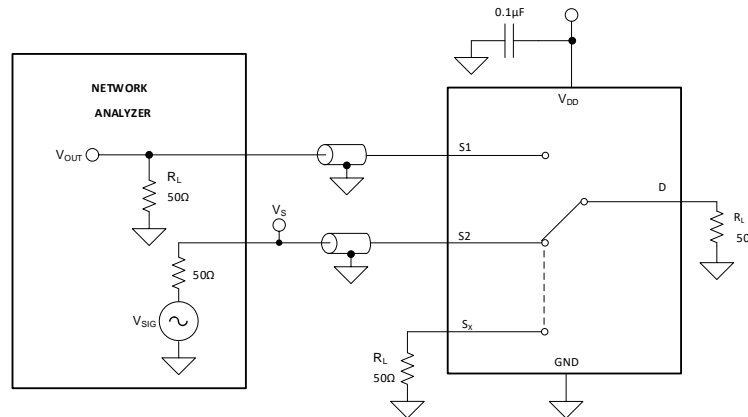 0.1µF
NETWORK
ANALYZER
VDD
VOUT
S1
RL
50Ω
D
VS
RL
50
S2
50Ω
VSIG
SX
RL
50Ω
GND